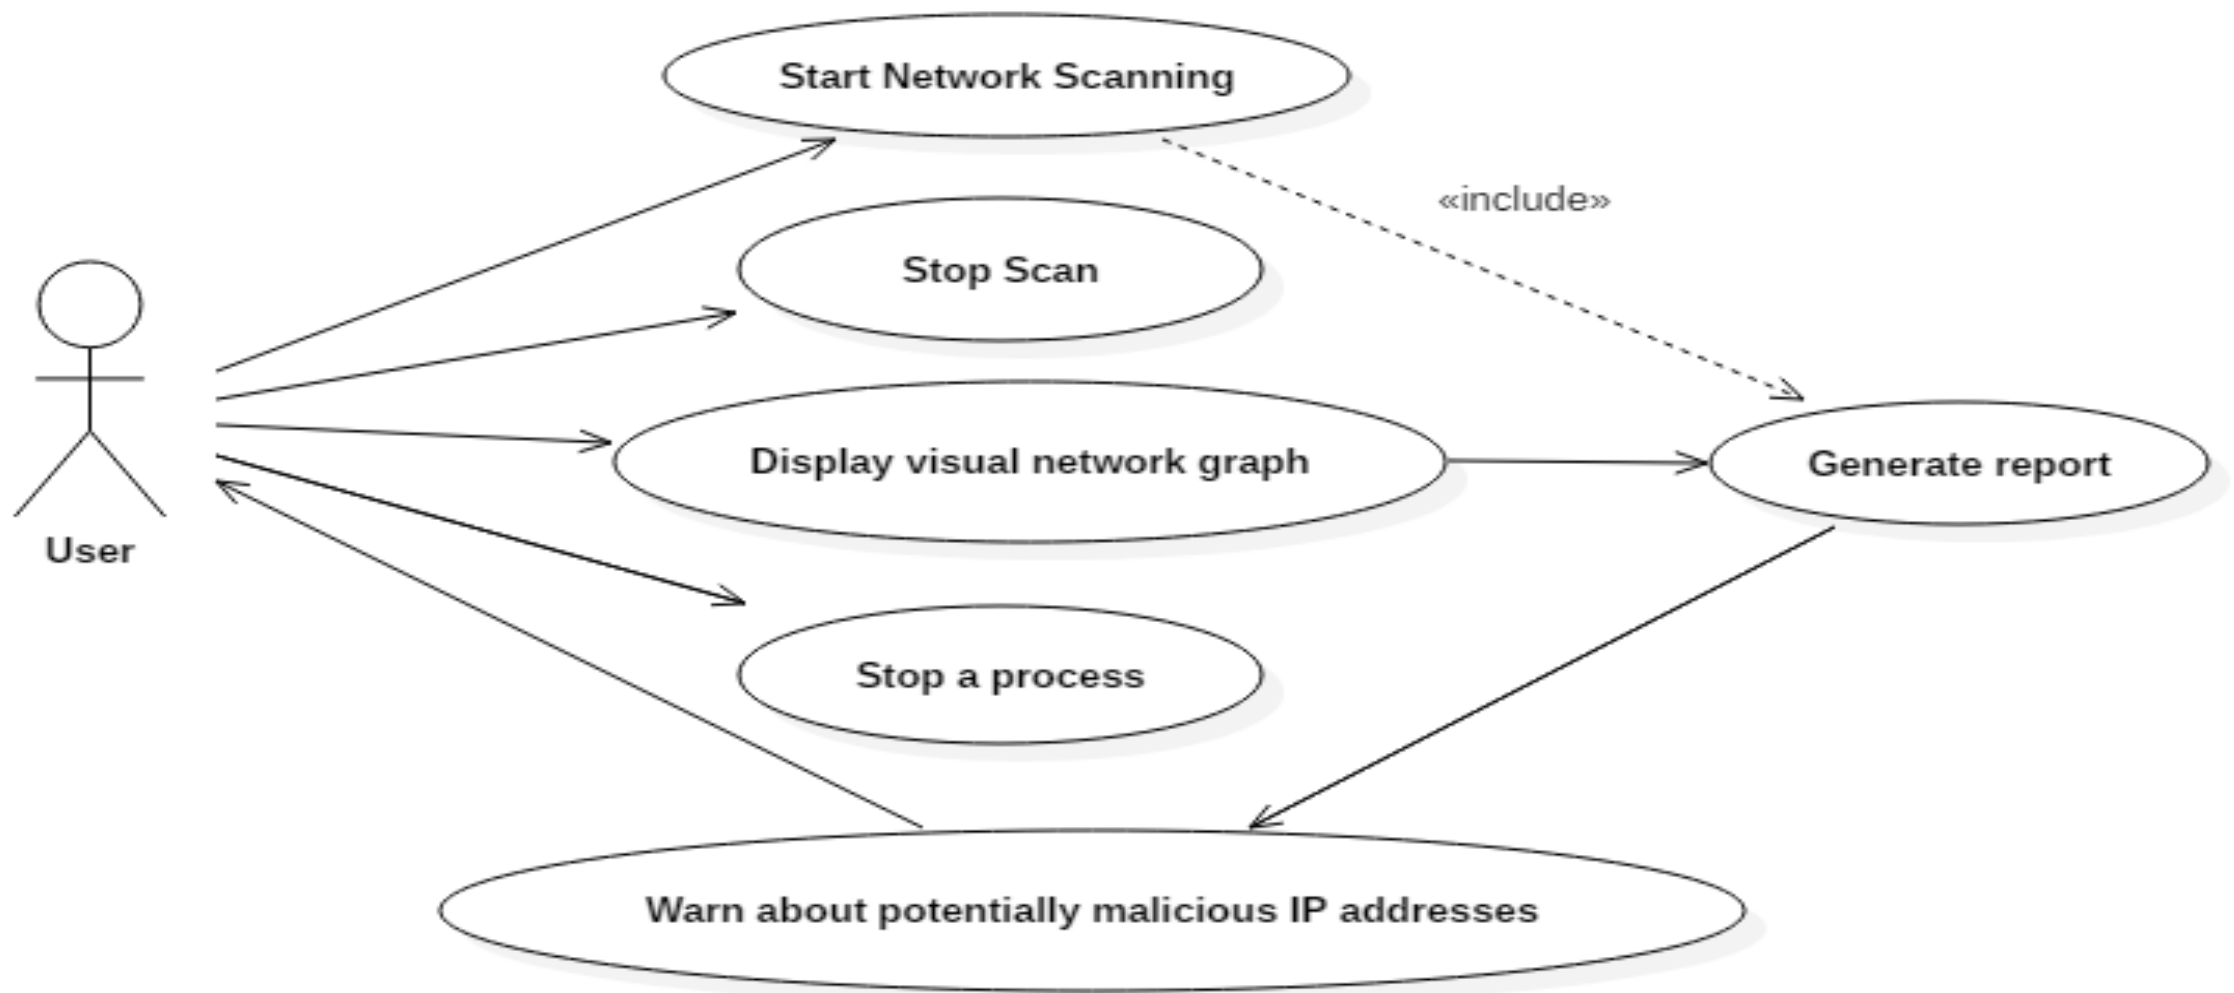 Start Network Scanning
«include»
Stop Scan
Display visual network graph
Generate report
User
Stop a process
Warn about potentially malicious IP addresses